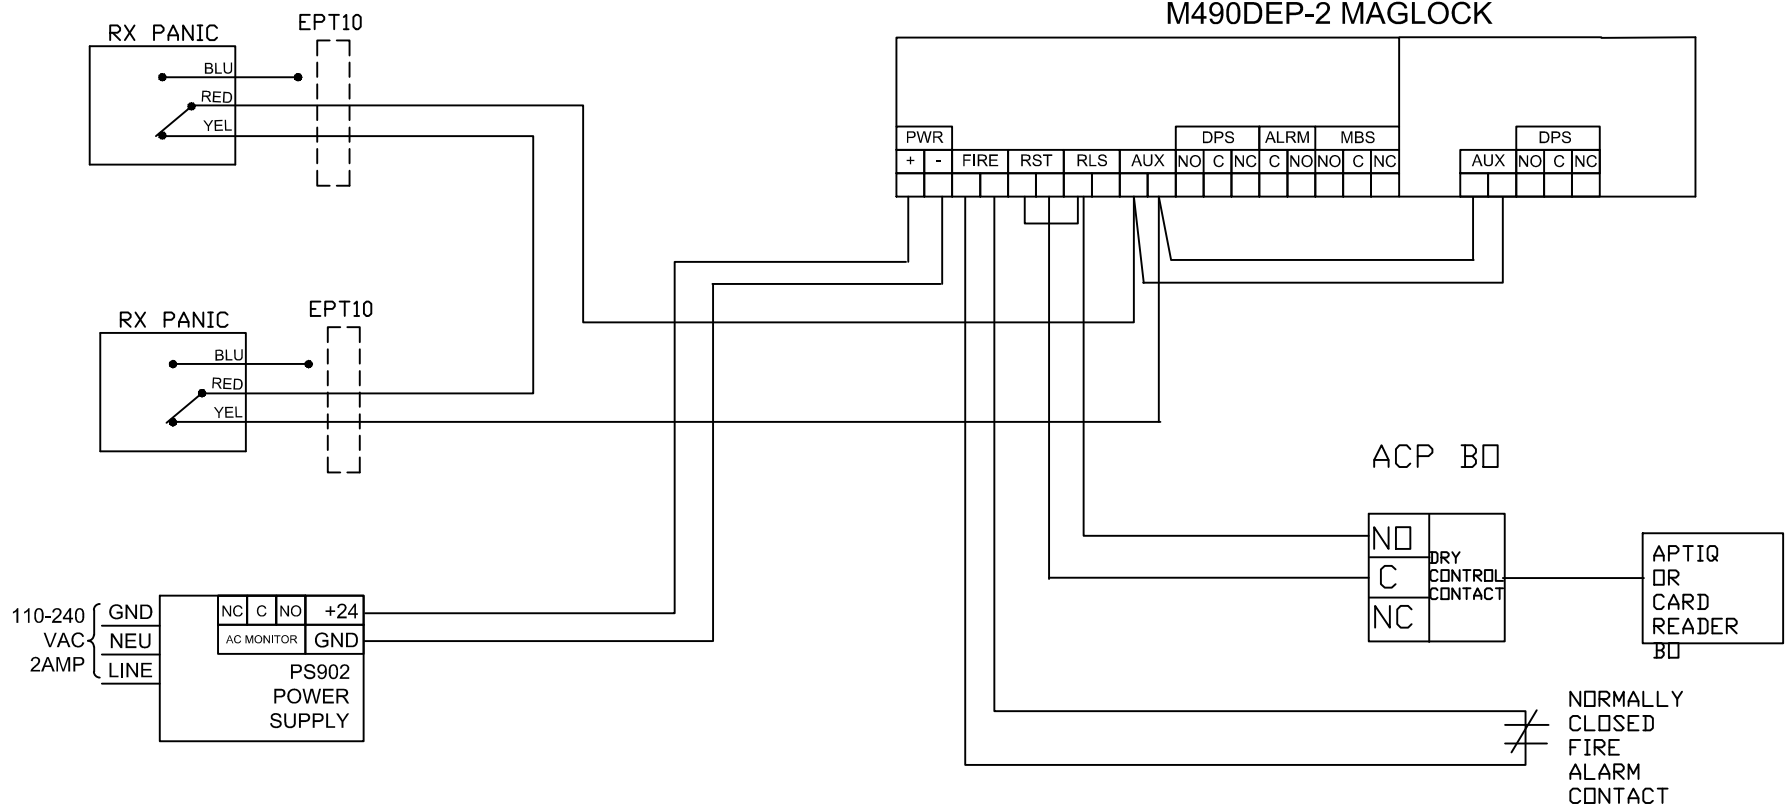 M490DEP-2 MAGLOCK
RX PANIC
EPT10
BLU
RED
YEL
PWR
DPS
ALRM
MBS
DPS
+ - FIRE RST RLS AUX NO C NC C NO NO C NC
AUX NO C NC
RX PANIC
EPT10
BLU
RED
YEL
ACP BO
NO
C
NC
DRY
CONTROL
CONTACT
APTIQ
OR
CARD
READER
BO
110-240
VAC
2AMP
GND
NEU
LINE
NC C NO +24
AC MONITOR GND
PS902
POWER
SUPPLY
NORMALLY
CLOSED
FIRE
ALARM
CONTACT